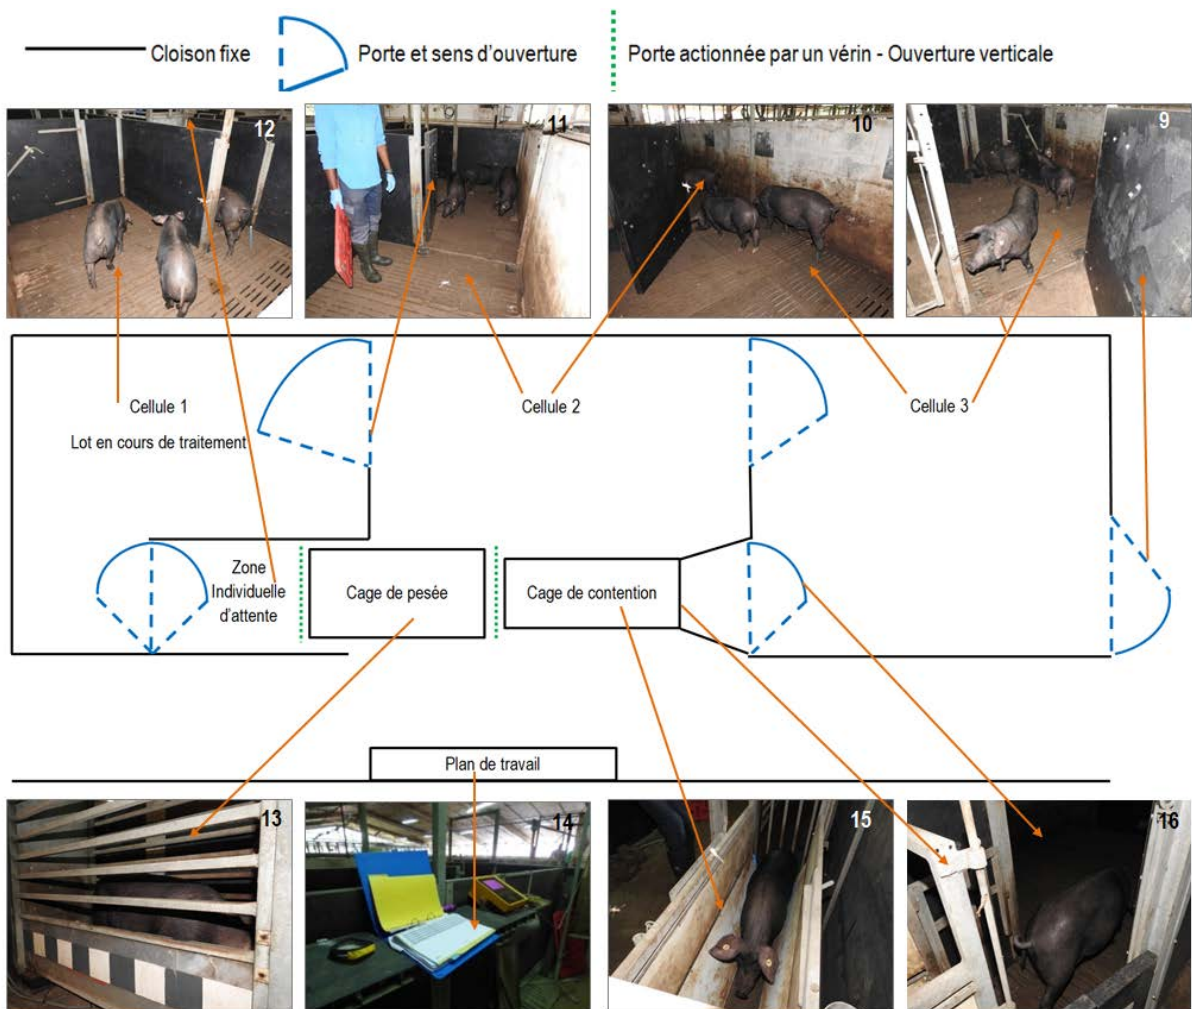 Cloison fixe
Porte et sens d'ouverture
Porte actionnée par un vérin - Ouverture verticale
12
11
10
9
Cellule 1
Lot en cours de traitement
Cellule 2
Cellule 3
Zone
Individuelle
d'attente
Cage de pesée
Cage de contention
Plan de travail
13
14
15
16